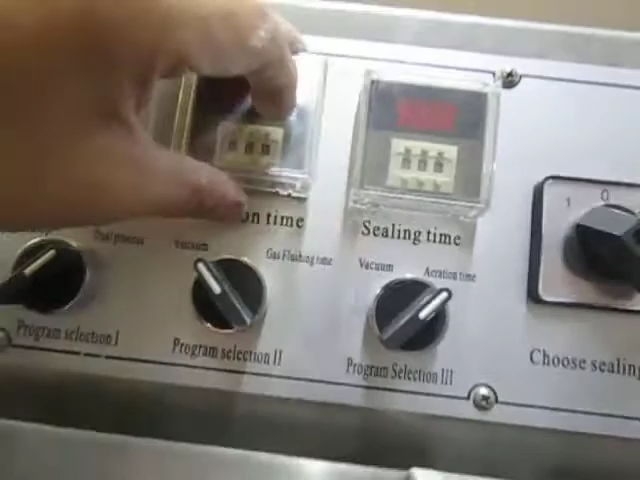 on time
Sealing time
1
0
Dual process
Vacuum
Gas Flushing time
Vacuum
Aeration time
Program selection I
Program selection II
Program Selection III
Choose sealing